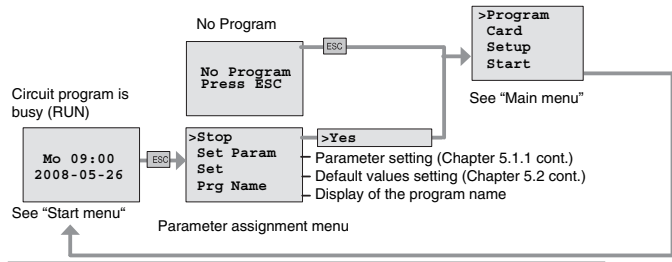 No Program
ESC
No Program
Press ESC
>Program
Card
Setup
Start
See "Main menu"
Circuit program is
busy (RUN)
Mo 09:00
2008-05-26
ESC
>Stop
Set Param
Set
Prg Name
>Yes
Parameter setting (Chapter 5.1.1 cont.)
Default values setting (Chapter 5.2 cont.)
Display of the program name
See "Start menu"
Parameter assignment menu